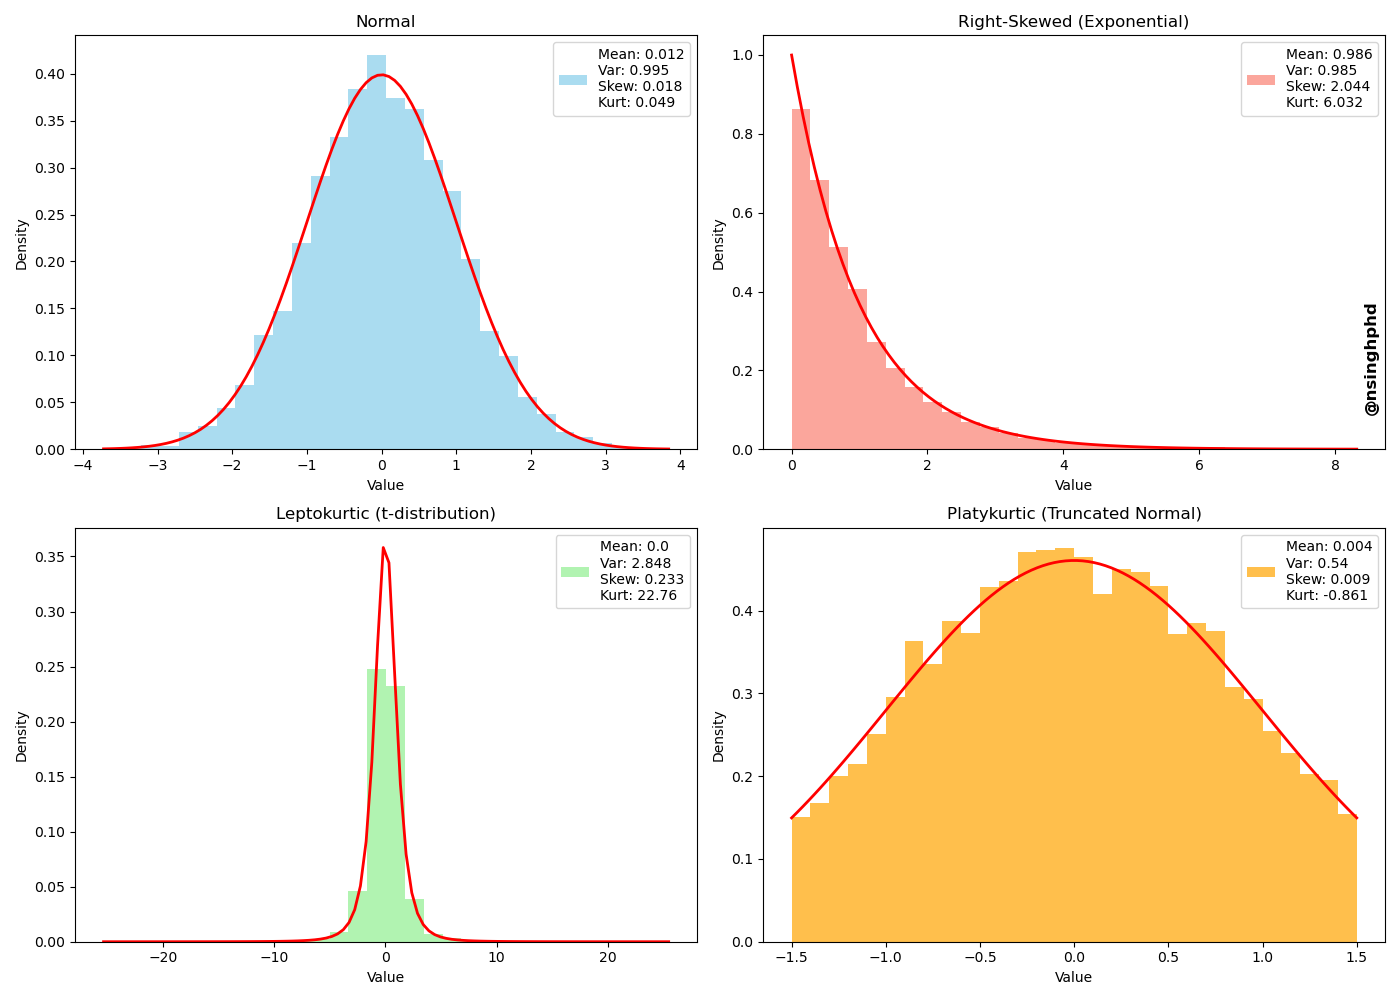 Normal
Mean: 0.012
Var: 0.995
Skew: 0.018
Kurt: 0.049
0.40
0.35
0.30
0.25
0.20
0.15
0.10
0.05
0.00
Density
−4 −3 −2 −1 0 1 2 3 4
Value
Right-Skewed (Exponential)
Mean: 0.986
Var: 0.985
Skew: 2.044
Kurt: 6.032
1.0
0.8
0.6
0.4
0.2
0.0
Density
0 2 4 6 8
Value
@nsinghphd
Leptokurtic (t-distribution)
Mean: 0.0
Var: 2.848
Skew: 0.233
Kurt: 22.76
0.35
0.30
0.25
0.20
0.15
0.10
0.05
0.00
Density
−20 −10 0 10 20
Value
Platykurtic (Truncated Normal)
Mean: 0.004
Var: 0.54
Skew: 0.009
Kurt: -0.861
0.4
0.3
0.2
0.1
0.0
Density
−1.5 −1.0 −0.5 0.0 0.5 1.0 1.5
Value